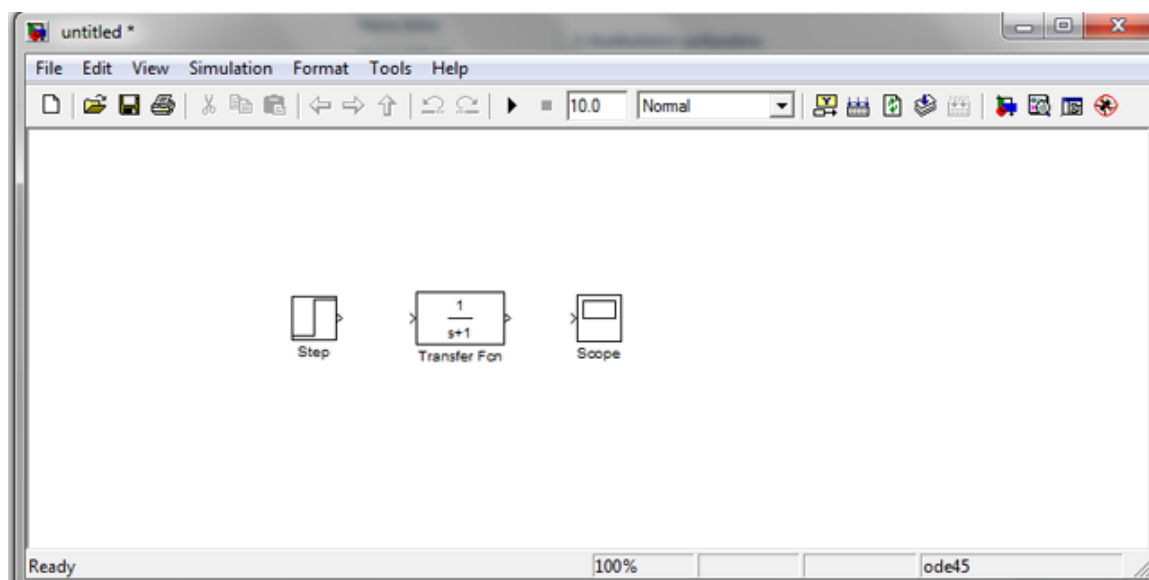 untitled *
File Edit View Simulation Format Tools Help
10.0 Normal
1
s+1
Step Transfer Fcn Scope
Ready 100% ode45